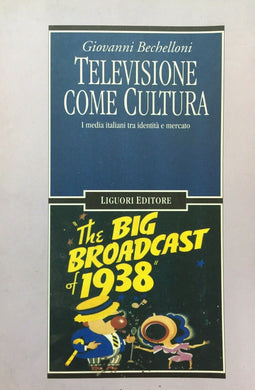 Giovanni Bechelloni
TELEVISIONE
COME CULTURA
I media italiani tra identità e mercato
LIGUORI EDITORE
"The BIG
BROADCAST
of 1938"